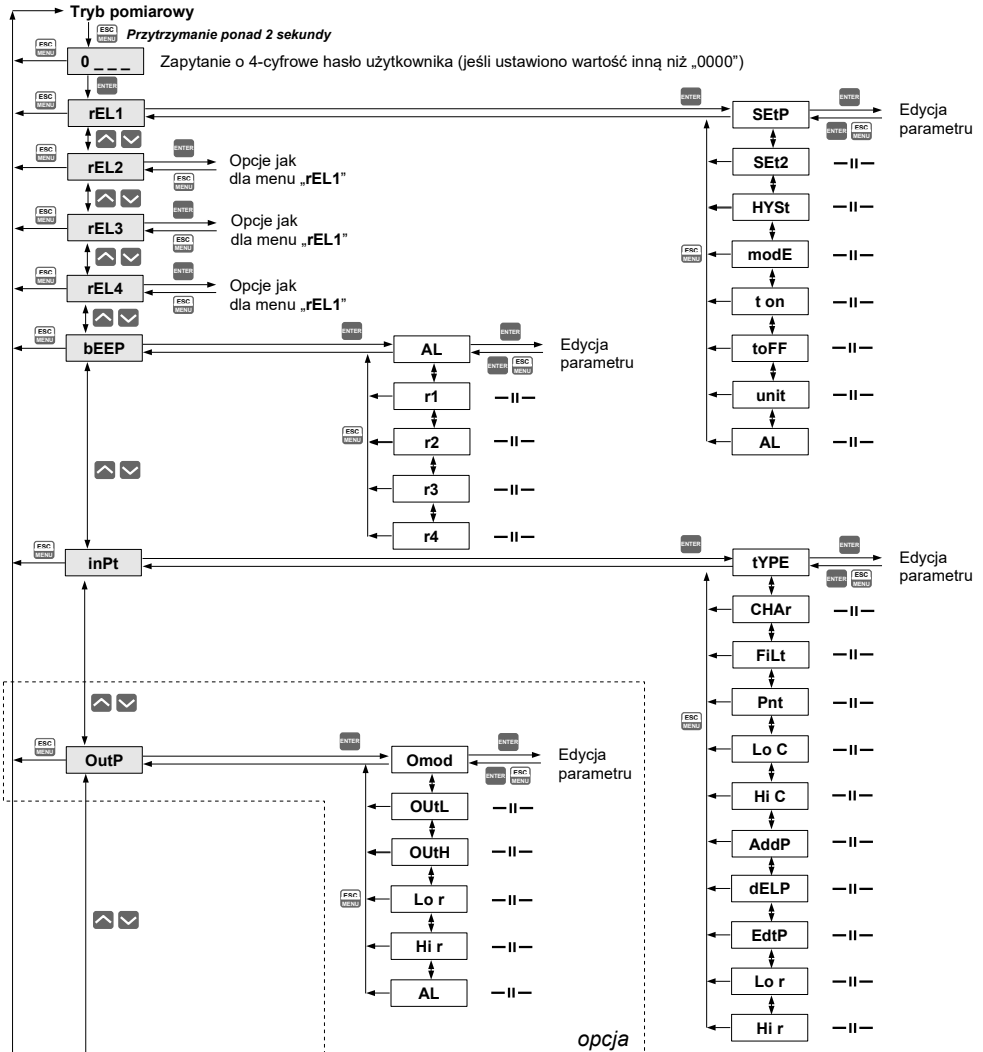 Tryb pomiarowy
ESC
MENU
Przytrzymanie ponad 2 sekundy
ESC
MENU
0 _ _ _
Zapytanie o 4-cyfrowe hasło użytkownika (jeśli ustawiono wartość inną niż „0000”)
ENTER
ESC
MENU
rEL1
ENTER
SEtP
ENTER
ENTER
ESC
MENU
Edycja
parametru
ESC
MENU
rEL2
ENTER
ESC
MENU
Opcje jak
dla menu „rEL1”
SEt2
—II—
ESC
MENU
rEL3
ENTER
ESC
MENU
Opcje jak
dla menu „rEL1”
HYSt
—II—
ESC
MENU
modE
—II—
ESC
MENU
rEL4
ENTER
ESC
MENU
Opcje jak
dla menu „rEL1”
t on
—II—
ESC
MENU
bEEP
ENTER
AL
ENTER
ENTER
ESC
MENU
Edycja
parametru
toFF
—II—
r1
—II—
unit
—II—
ESC
MENU
r2
—II—
AL
—II—
r3
—II—
r4
—II—
ESC
MENU
inPt
ENTER
tYPE
ENTER
ENTER
ESC
MENU
Edycja
parametru
CHAr
—II—
FiLt
—II—
Pnt
—II—
ESC
MENU
ESC
MENU
OutP
ENTER
Omod
ENTER
ENTER
ESC
MENU
Edycja
parametru
Lo C
—II—
OUtL
—II—
Hi C
—II—
OUtH
—II—
AddP
—II—
ESC
MENU
Lo r
—II—
dELP
—II—
Hi r
—II—
EdtP
—II—
AL
—II—
Lo r
—II—
opcja
Hi r
—II—